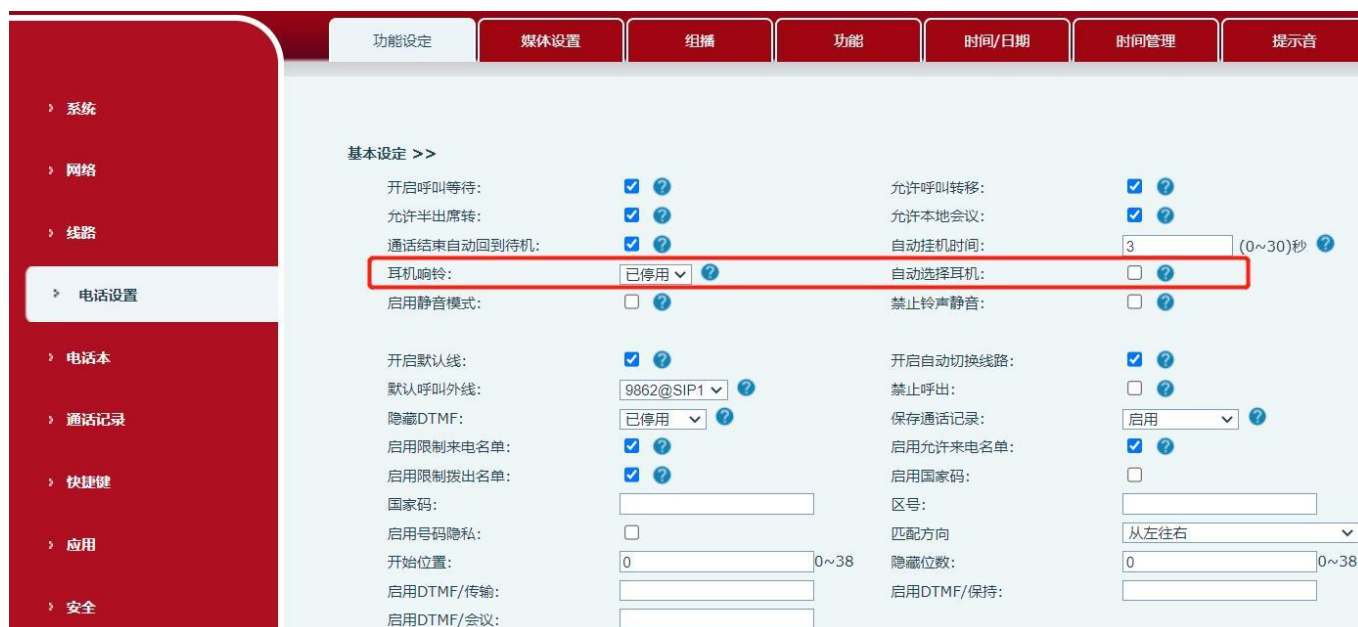 功能设定 媒体设置 组播 功能 时间/日期 时间管理 提示音
系统
网络
线路
电话设置
电话本
通话记录
快捷键
应用
安全
基本设定 >>
开启呼叫等待: 允许呼叫转移:
允许半出席转: 允许本地会议:
通话结束自动回到待机: 自动挂机时间: 3 (0~30)秒
耳机响铃: 已停用 自动选择耳机:
启用静音模式: 禁止铃声静音:
开启默认线: 开启自动切换线路:
默认呼叫外线: 9862@SIP1 禁止呼出:
隐藏DTMF: 已停用 保存通话记录: 启用
启用限制来电名单: 启用允许来电名单:
启用限制拨出名单: 启用国家码:
国家码: 区号:
启用号码隐私: 匹配方向 从左往右
开始位置: 0 0~38 隐藏位数: 0 0~38
启用DTMF/传输: 启用DTMF/保持:
启用DTMF/会议: